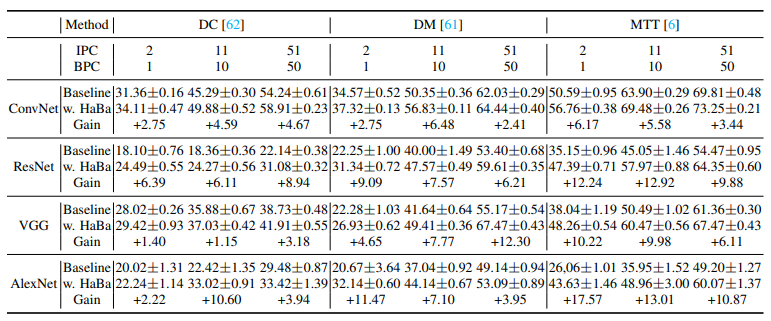 Method DC [62] DM [61] MTT [6]
IPC 2 11 51 2 11 51 2 11 51
BPC 1 10 50 1 10 50 1 10 50
Baseline 31.36±0.16 45.29±0.30 54.24±0.61 34.57±0.52 50.35±0.36 62.03±0.29 50.59±0.95 63.90±0.29 69.81±0.48
ConvNet w. HaBa 34.11±0.47 49.88±0.52 58.91±0.23 37.32±0.13 56.83±0.11 64.44±0.40 56.76±0.38 69.48±0.26 73.25±0.21
Gain +2.75 +4.59 +4.67 +2.75 +6.48 +2.41 +6.17 +5.58 +3.44
Baseline 18.10±0.76 18.36±0.36 22.14±0.38 22.25±1.00 40.00±1.49 53.40±0.68 35.15±0.96 45.05±1.46 54.47±0.95
ResNet w. HaBa 24.49±0.55 24.27±0.56 31.08±0.32 31.34±0.72 47.57±0.49 59.61±0.35 47.39±0.71 57.97±0.88 64.35±0.60
Gain +6.39 +6.11 +8.94 +9.09 +7.57 +6.21 +12.24 +12.92 +9.88
Baseline 28.02±0.26 35.88±0.67 38.73±0.48 22.28±1.03 41.64±0.64 55.17±0.54 38.04±1.19 50.49±1.02 61.36±0.30
VGG w. HaBa 29.42±0.93 37.03±0.42 41.91±0.55 26.93±0.62 49.41±0.36 67.47±0.43 48.26±0.54 60.47±0.56 67.47±0.43
Gain +1.40 +1.15 +3.18 +4.65 +7.77 +12.30 +10.22 +9.98 +6.11
Baseline 20.02±1.31 22.42±1.35 29.48±0.87 20.67±3.64 37.04±0.92 49.14±0.94 26,06±1.01 35.95±1.52 49.20±1.27
AlexNet w. HaBa 22.24±1.14 33.02±0.91 33.42±1.39 32.14±0.60 44.14±0.67 53.09±0.89 43.63±1.46 48.96±3.00 60.07±1.37
Gain +2.22 +10.60 +3.94 +11.47 +7.10 +3.95 +17.57 +13.01 +10.87